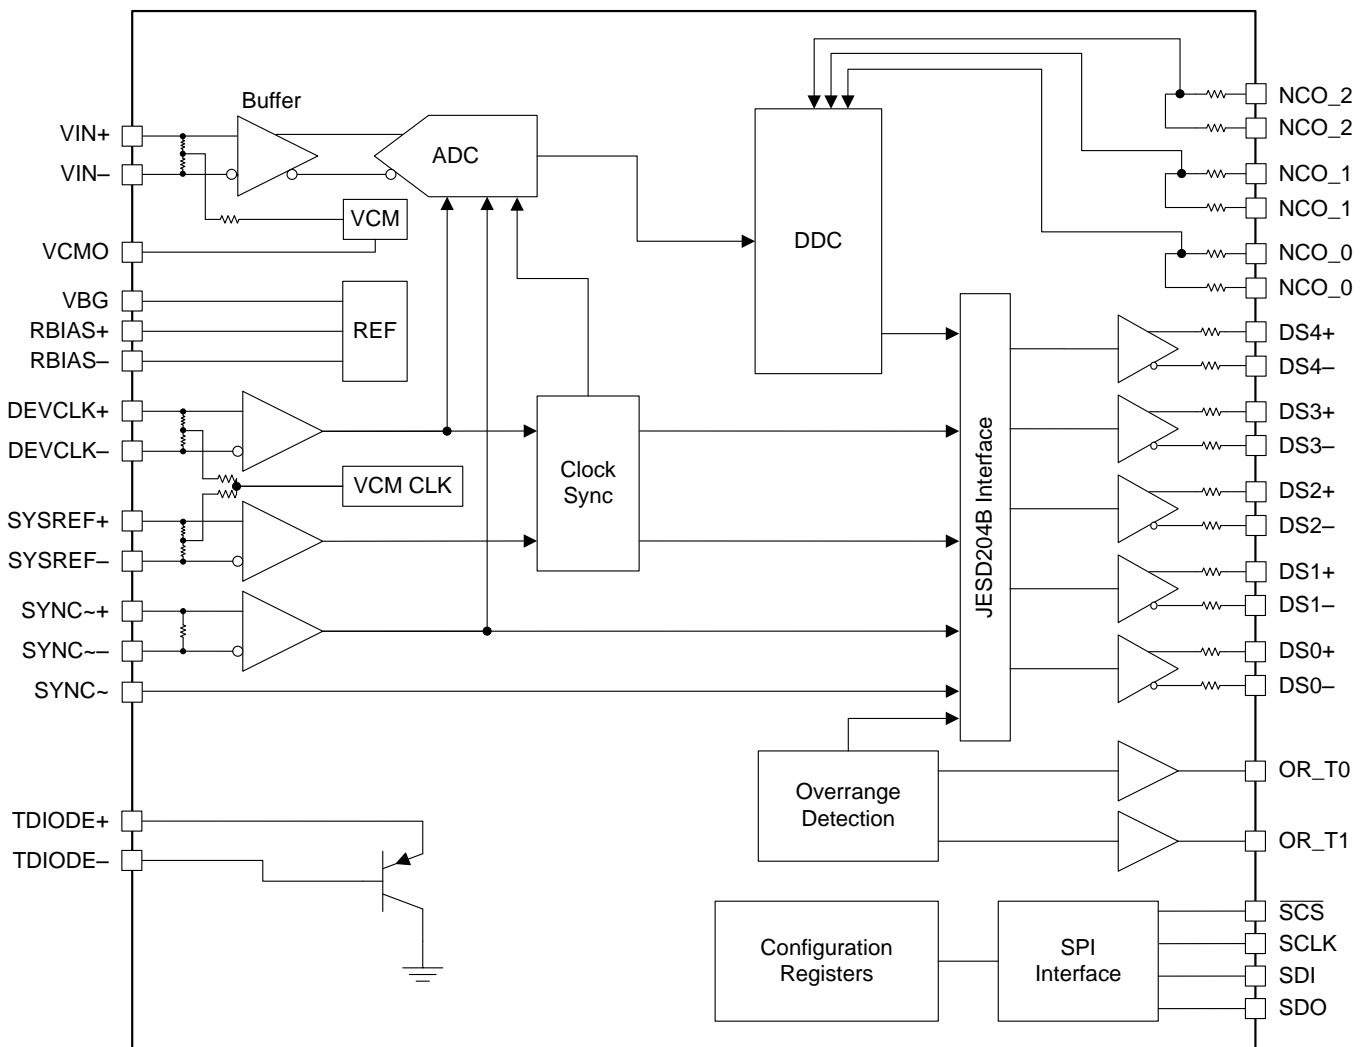 Buffer
VIN+
VIN–
VCMO
VBG
RBIAS+
RBIAS–
DEVCLK+
DEVCLK–
SYSREF+
SYSREF–
SYNC~+
SYNC~–
SYNC~
TDIODE+
TDIODE–
ADC
VCM
REF
VCM CLK
Clock
Sync
DDC
JESD204B Interface
Overrange
Detection
Configuration
Registers
SPI
Interface
NCO_2
NCO_2
NCO_1
NCO_1
NCO_0
NCO_0
DS4+
DS4–
DS3+
DS3–
DS2+
DS2–
DS1+
DS1–
DS0+
DS0–
OR_T0
OR_T1
SCS
SCLK
SDI
SDO